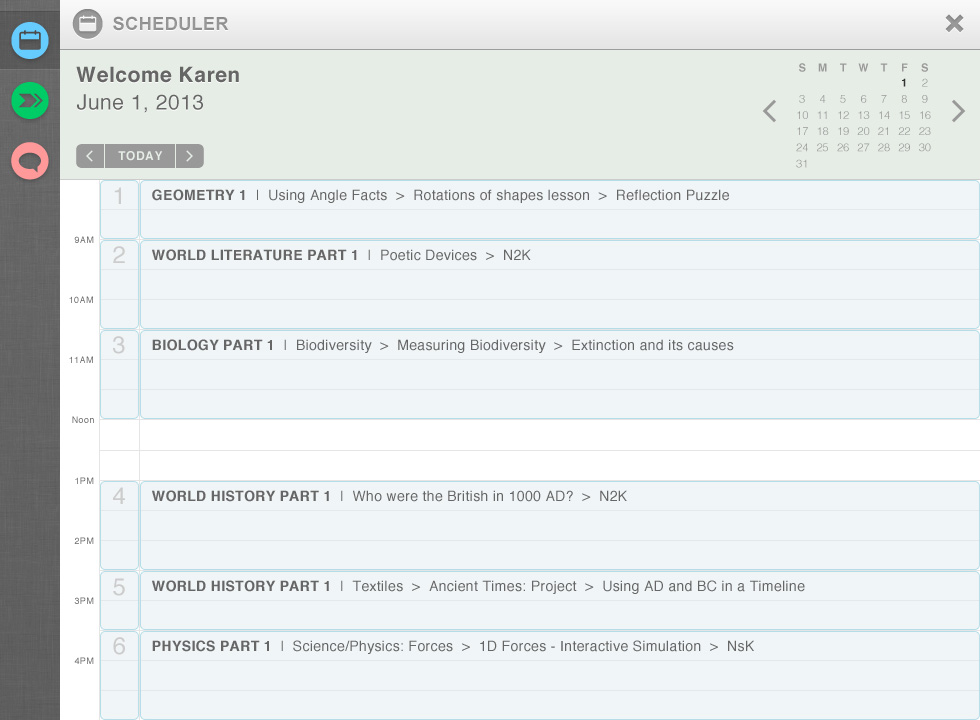 SCHEDULER
Welcome Karen
June 1, 2013
TODAY
S M T W T F S
1 2
3 4 5 6 7 8 9
10 11 12 13 14 15 16
17 18 19 20 21 22 23
24 25 26 27 28 29 30
31
1 GEOMETRY 1 | Using Angle Facts > Rotations of shapes lesson > Reflection Puzzle
9AM
2 WORLD LITERATURE PART 1 | Poetic Devices > N2K
10AM
3 BIOLOGY PART 1 | Biodiversity > Measuring Biodiversity > Extinction and its causes
11AM
Noon
1PM
4 WORLD HISTORY PART 1 | Who were the British in 1000 AD? > N2K
2PM
5 WORLD HISTORY PART 1 | Textiles > Ancient Times: Project > Using AD and BC in a Timeline
3PM
6 PHYSICS PART 1 | Science/Physics: Forces > 1D Forces - Interactive Simulation > NsK
4PM